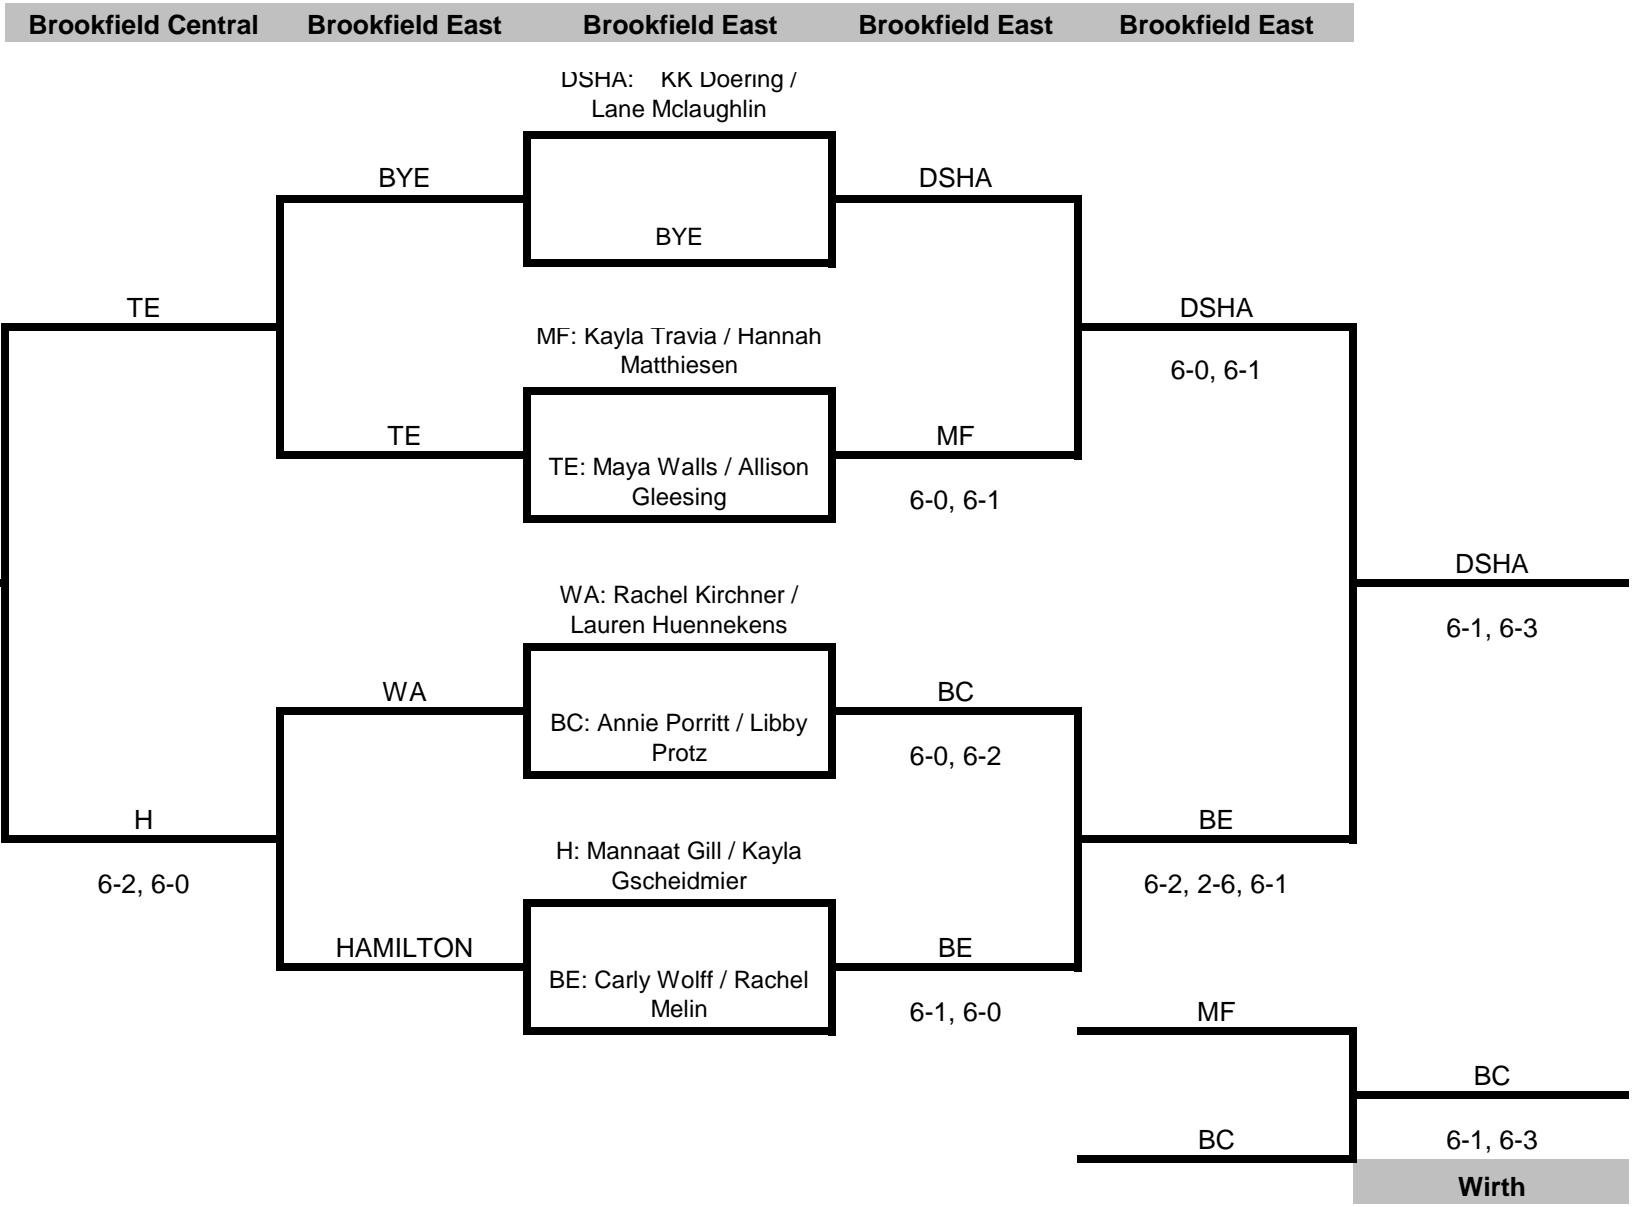 Brookfield Central Brookfield East Brookfield East Brookfield East Brookfield East
DSHA: KK Doering /
Lane Mclaughlin
BYE DSHA
BYE
TE DSHA
MF: Kayla Travia / Hannah
Matthiesen
6-0, 6-1
TE MF
TE: Maya Walls / Allison
Gleesing
6-0, 6-1
DSHA
WA: Rachel Kirchner /
Lauren Huennekens
6-1, 6-3
WA BC
BC: Annie Porritt / Libby
Protz
6-0, 6-2
H BE
H: Mannaat Gill / Kayla
Gscheidmier
6-2, 6-0 6-2, 2-6, 6-1
HAMILTON BE
BE: Carly Wolff / Rachel
Melin
6-1, 6-0 MF
BC
BC 6-1, 6-3
Wirth